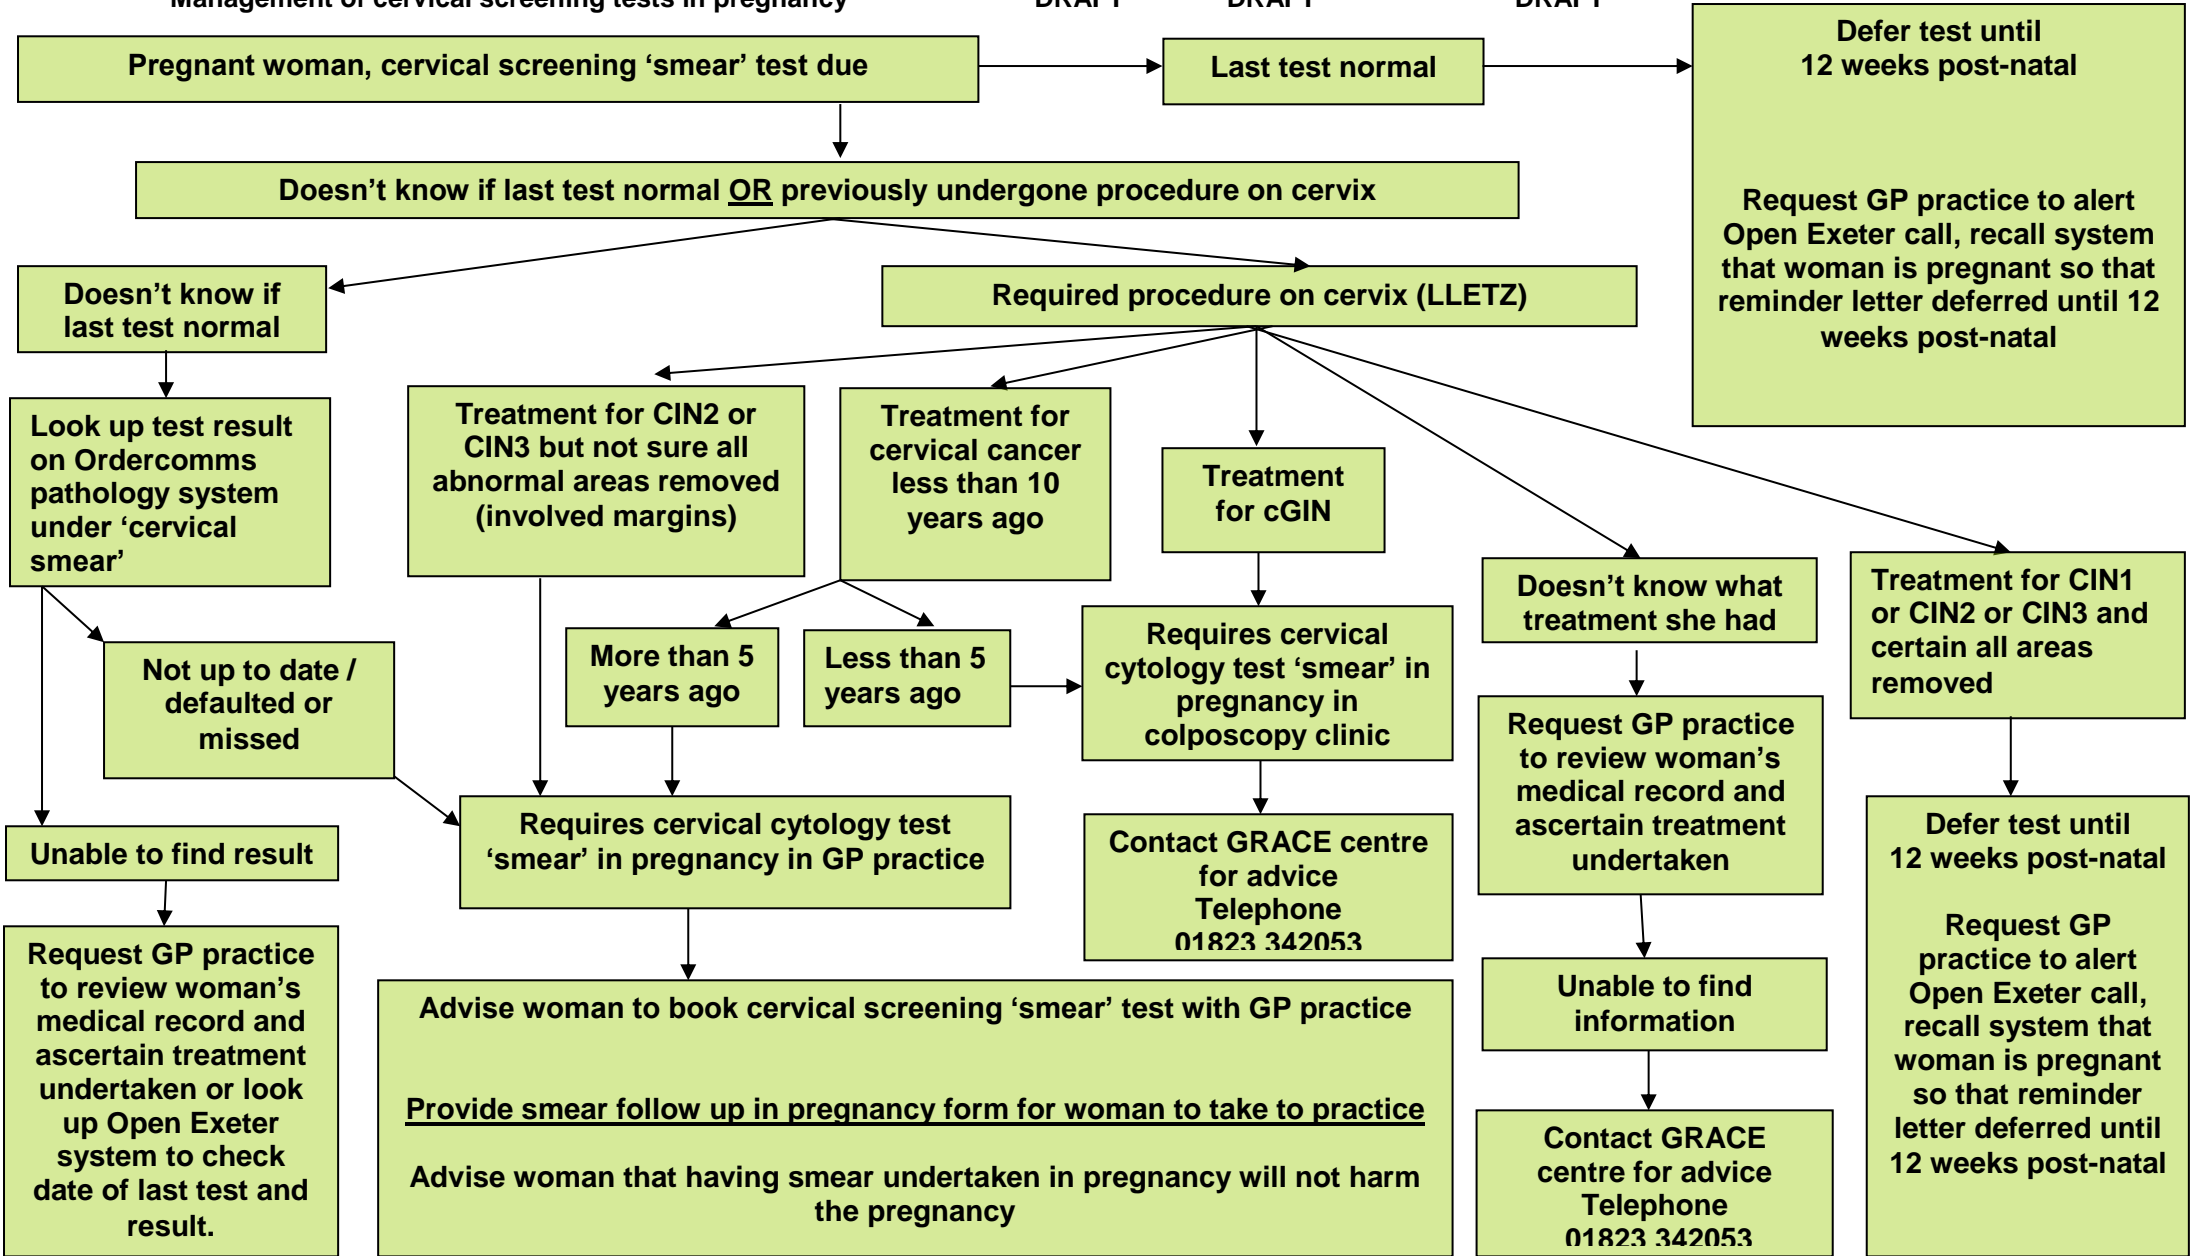 Management of cervical screening tests in pregnancy DRAFT DRAFT DRAFT
Pregnant woman, cervical screening ‘smear’ test due
Last test normal
Defer test until
12 weeks post-natal
Request GP practice to alert
Open Exeter call, recall system
that woman is pregnant so that
reminder letter deferred until 12
weeks post-natal
Doesn’t know if last test normal OR previously undergone procedure on cervix
Doesn’t know if
last test normal
Required procedure on cervix (LLETZ)
Look up test result
on Ordercomms
pathology system
under ‘cervical
smear’
Treatment for CIN2 or
CIN3 but not sure all
abnormal areas removed
(involved margins)
Treatment for
cervical cancer
less than 10
years ago
Treatment
for cGIN
Doesn’t know what
treatment she had
Treatment for CIN1
or CIN2 or CIN3 and
certain all areas
removed
Not up to date /
defaulted or
missed
More than 5
years ago
Less than 5
years ago
Requires cervical
cytology test ‘smear’ in
pregnancy in
colposcopy clinic
Request GP practice
to review woman’s
medical record and
ascertain treatment
undertaken
Unable to find result
Requires cervical cytology test
‘smear’ in pregnancy in GP practice
Contact GRACE centre
for advice
Telephone
01823 342053
Defer test until
12 weeks post-natal
Request GP
practice to alert
Open Exeter call,
recall system that
woman is pregnant
so that reminder
letter deferred until
12 weeks post-natal
Request GP practice
to review woman’s
medical record and
ascertain treatment
undertaken or look
up Open Exeter
system to check
date of last test and
result.
Advise woman to book cervical screening ‘smear’ test with GP practice
Provide smear follow up in pregnancy form for woman to take to practice
Advise woman that having smear undertaken in pregnancy will not harm
the pregnancy
Unable to find
information
Contact GRACE
centre for advice
Telephone
01823 342053